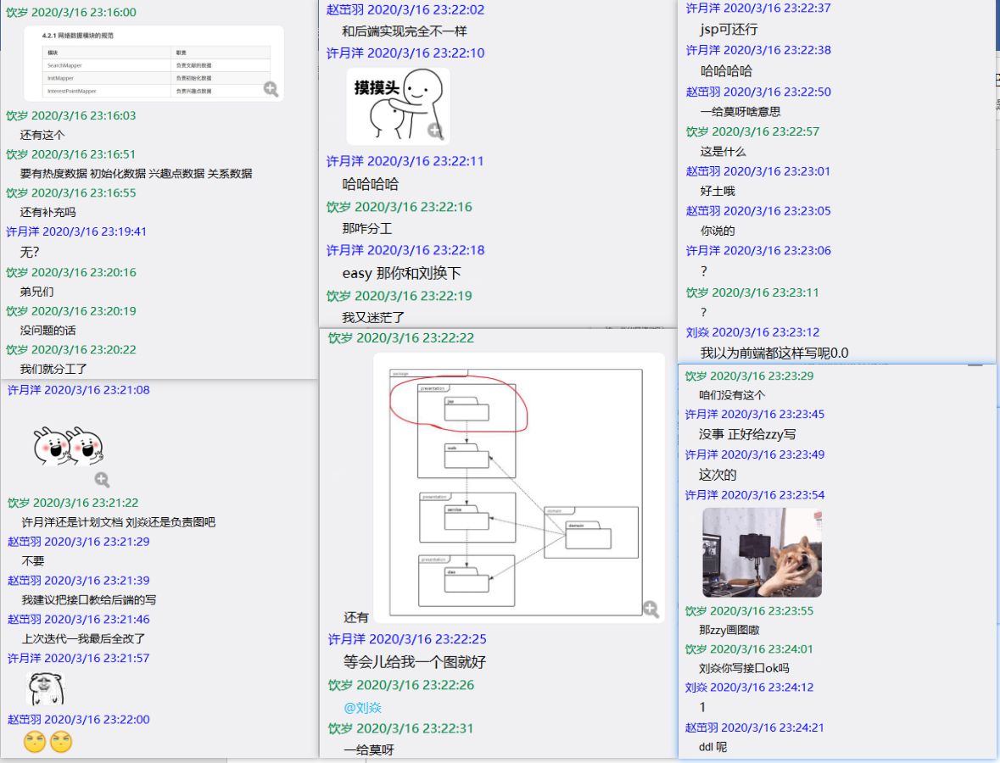 饮岁 2020/3/16 23:16:00
4.2.1 网络数据模块的规范
模块 职责
SearchMapper 负责文献的数据
InitMapper 负责初始化数据
InterestPointMapper 负责兴趣点数据
饮岁 2020/3/16 23:16:03
还有这个
饮岁 2020/3/16 23:16:51
要有热度数据 初始化数据 兴趣点数据 关系数据
饮岁 2020/3/16 23:16:55
还有补充吗
许月洋 2020/3/16 23:19:41
无?
饮岁 2020/3/16 23:20:16
弟兄们
饮岁 2020/3/16 23:20:19
没问题的话
饮岁 2020/3/16 23:20:22
我们就分工了
许月洋 2020/3/16 23:21:08
饮岁 2020/3/16 23:21:22
许月洋还是计划文档 刘焱还是负责图吧
赵茁羽 2020/3/16 23:21:29
不要
赵茁羽 2020/3/16 23:21:39
我建议把接口教给后端的写
赵茁羽 2020/3/16 23:21:46
上次迭代一我最后全改了
许月洋 2020/3/16 23:21:57
赵茁羽 2020/3/16 23:22:00
赵茁羽 2020/3/16 23:22:02
和后端实现完全不一样
许月洋 2020/3/16 23:22:10
摸摸头
许月洋 2020/3/16 23:22:11
哈哈哈哈
饮岁 2020/3/16 23:22:16
那咋分工
许月洋 2020/3/16 23:22:18
easy 那你和刘换下
饮岁 2020/3/16 23:22:19
我又迷茫了
饮岁 2020/3/16 23:22:22
package
presentation
jsp
web
presentation
service
domain
domain
presentation
dao
还有
许月洋 2020/3/16 23:22:25
等会儿给我一个图就好
饮岁 2020/3/16 23:22:26
@刘焱
饮岁 2020/3/16 23:22:31
一给莫呀
许月洋 2020/3/16 23:22:37
jsp可还行
许月洋 2020/3/16 23:22:38
哈哈哈哈
赵茁羽 2020/3/16 23:22:50
一给莫呀啥意思
饮岁 2020/3/16 23:22:57
这是什么
赵茁羽 2020/3/16 23:23:01
好土哦
赵茁羽 2020/3/16 23:23:05
你说的
许月洋 2020/3/16 23:23:06
?
饮岁 2020/3/16 23:23:11
?
刘焱 2020/3/16 23:23:12
我以为前端都这样写呢0.0
饮岁 2020/3/16 23:23:29
咱们没有这个
许月洋 2020/3/16 23:23:45
没事 正好给zzy写
许月洋 2020/3/16 23:23:49
这次的
许月洋 2020/3/16 23:23:54
饮岁 2020/3/16 23:23:55
那zzy画图嗷
饮岁 2020/3/16 23:24:01
刘焱你写接口ok吗
刘焱 2020/3/16 23:24:12
1
赵茁羽 2020/3/16 23:24:21
ddl 呢